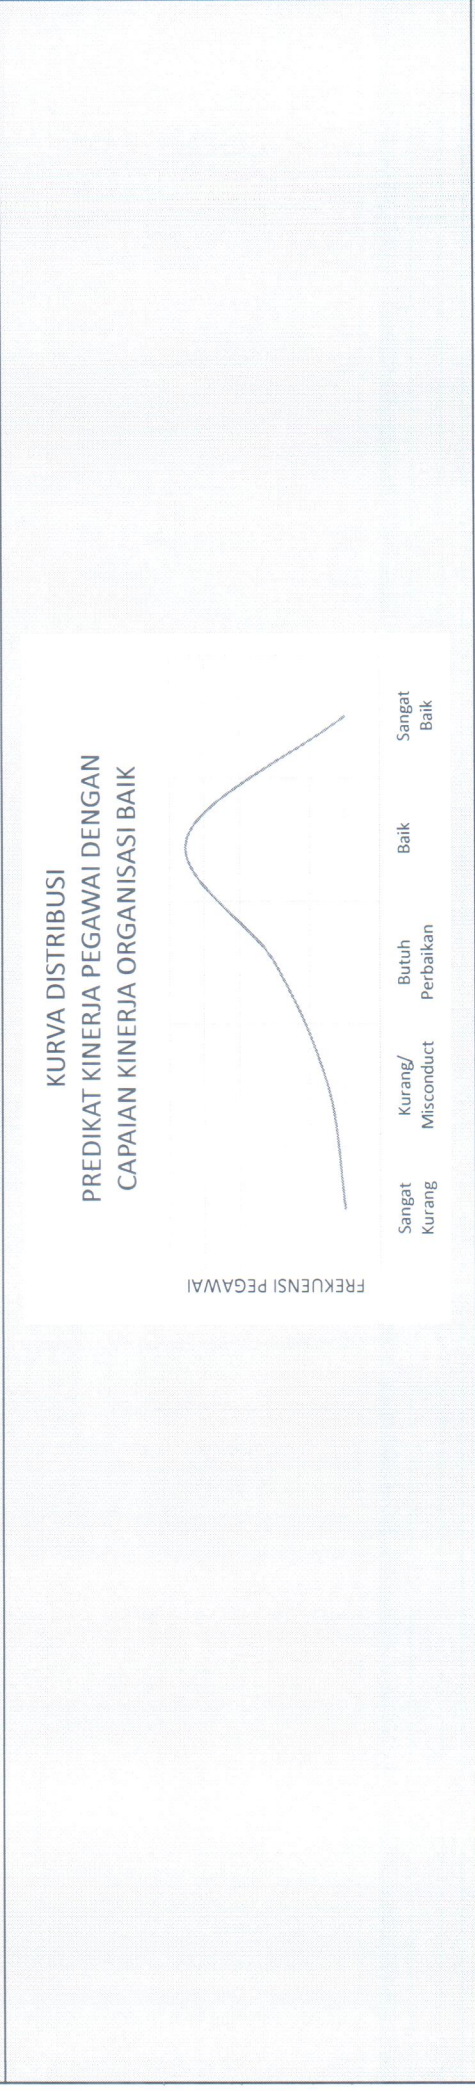 KURVA DISTRIBUSI
PREDIKAT KINERJA PEGAWAI DENGAN
CAPAIAN KINERJA ORGANISASI BAIK
FREKUENSI PEGAWAI
Sangat
Kurang
Kurang/
Misconduct
Butuh
Perbaikan
Baik
Sangat
Baik